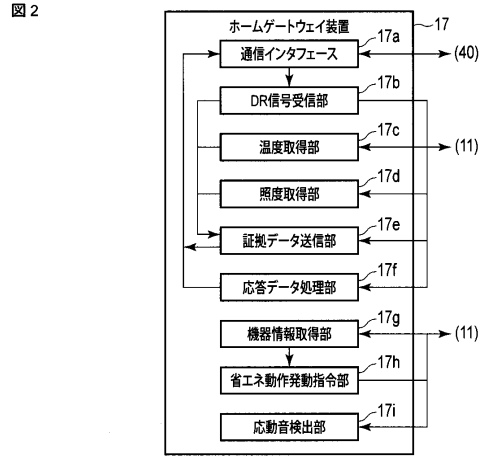 図2
ホームゲートウェイ装置
17
通信インタフェース
17a
(40)
DR信号受信部
17b
温度取得部
17c
(11)
照度取得部
17d
証拠データ送信部
17e
応答データ処理部
17f
機器情報取得部
17g
(11)
省エネ動作発動指令部
17h
応動音検出部
17i